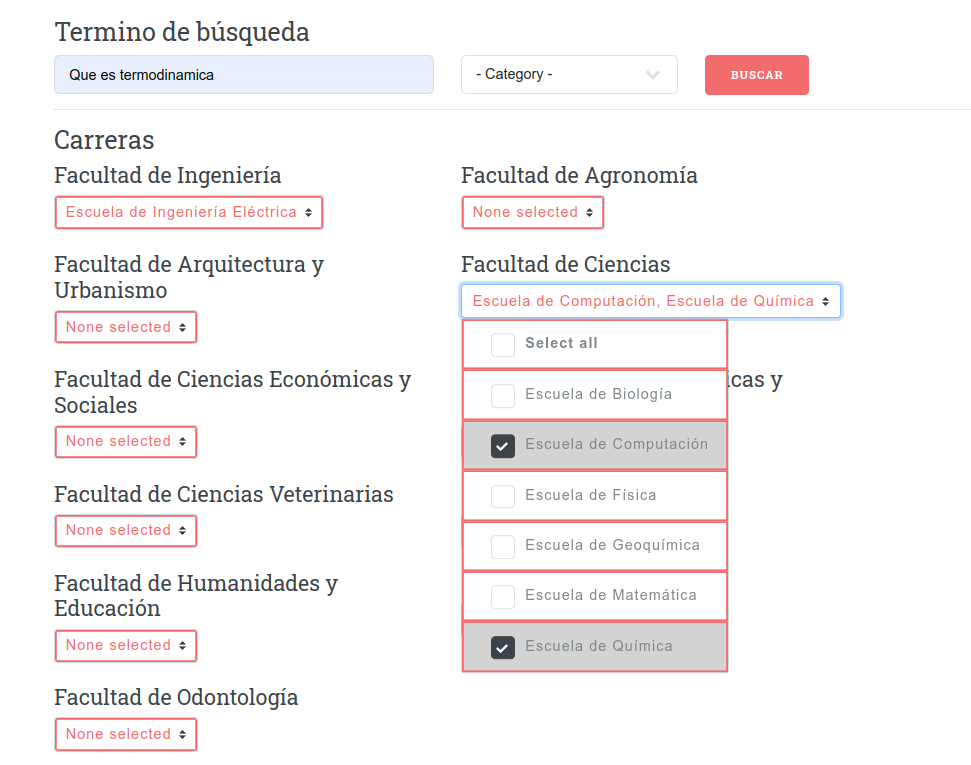 Termino de búsqueda
Que es termodinamica
- Category -
BUSCAR
Carreras
Facultad de Ingeniería
Escuela de Ingeniería Eléctrica
Facultad de Agronomía
None selected
Facultad de Arquitectura y
Urbanismo
None selected
Facultad de Ciencias
Escuela de Computación, Escuela de Química
Select all
Escuela de Biología
Escuela de Computación
Escuela de Física
Escuela de Geoquímica
Escuela de Matemática
Escuela de Química
Facultad de Ciencias Económicas y
Sociales
None selected
icas y
Facultad de Ciencias Veterinarias
None selected
Facultad de Humanidades y
Educación
None selected
Facultad de Odontología
None selected